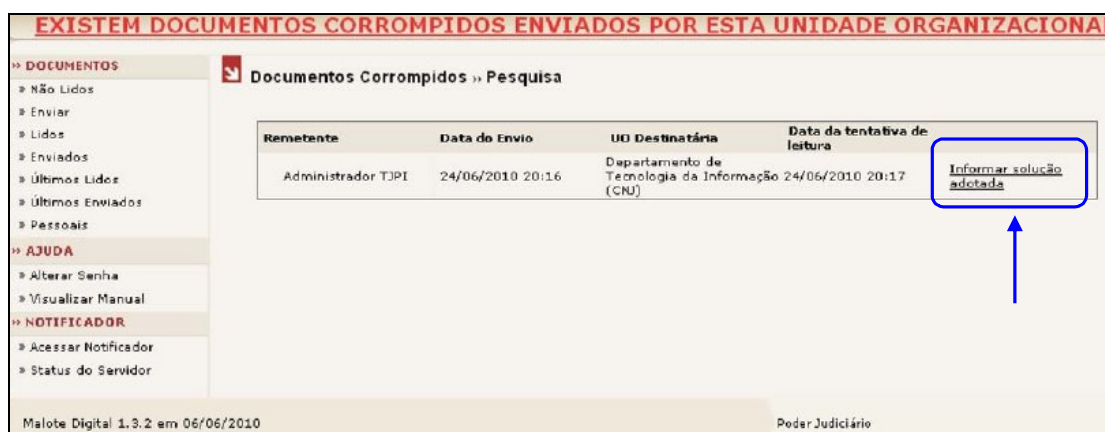 EXISTEM DOCUMENTOS CORROMPIDOS ENVIADOS POR ESTA UNIDADE ORGANIZACIONA
» DOCUMENTOS
» Não Lidos
» Enviar
» Lidos
» Enviados
» Últimos Lidos
» Últimos Enviados
» Pessoais
» AJUDA
» Alterar Senha
» Visualizar Manual
» NOTIFICADOR
» Acessar Notificador
» Status do Servidor
Documentos Corrompidos » Pesquisa
Remetente Data do Envio UO Destinatária Data da tentativa de
leitura
Administrador TJPI 24/06/2010 20:16 Departamento de
Tecnologia da Informação
(CNJ) 24/06/2010 20:17 Informar solução
adotada
Malote Digital 1.3.2 em 06/06/2010 Poder Judiciário